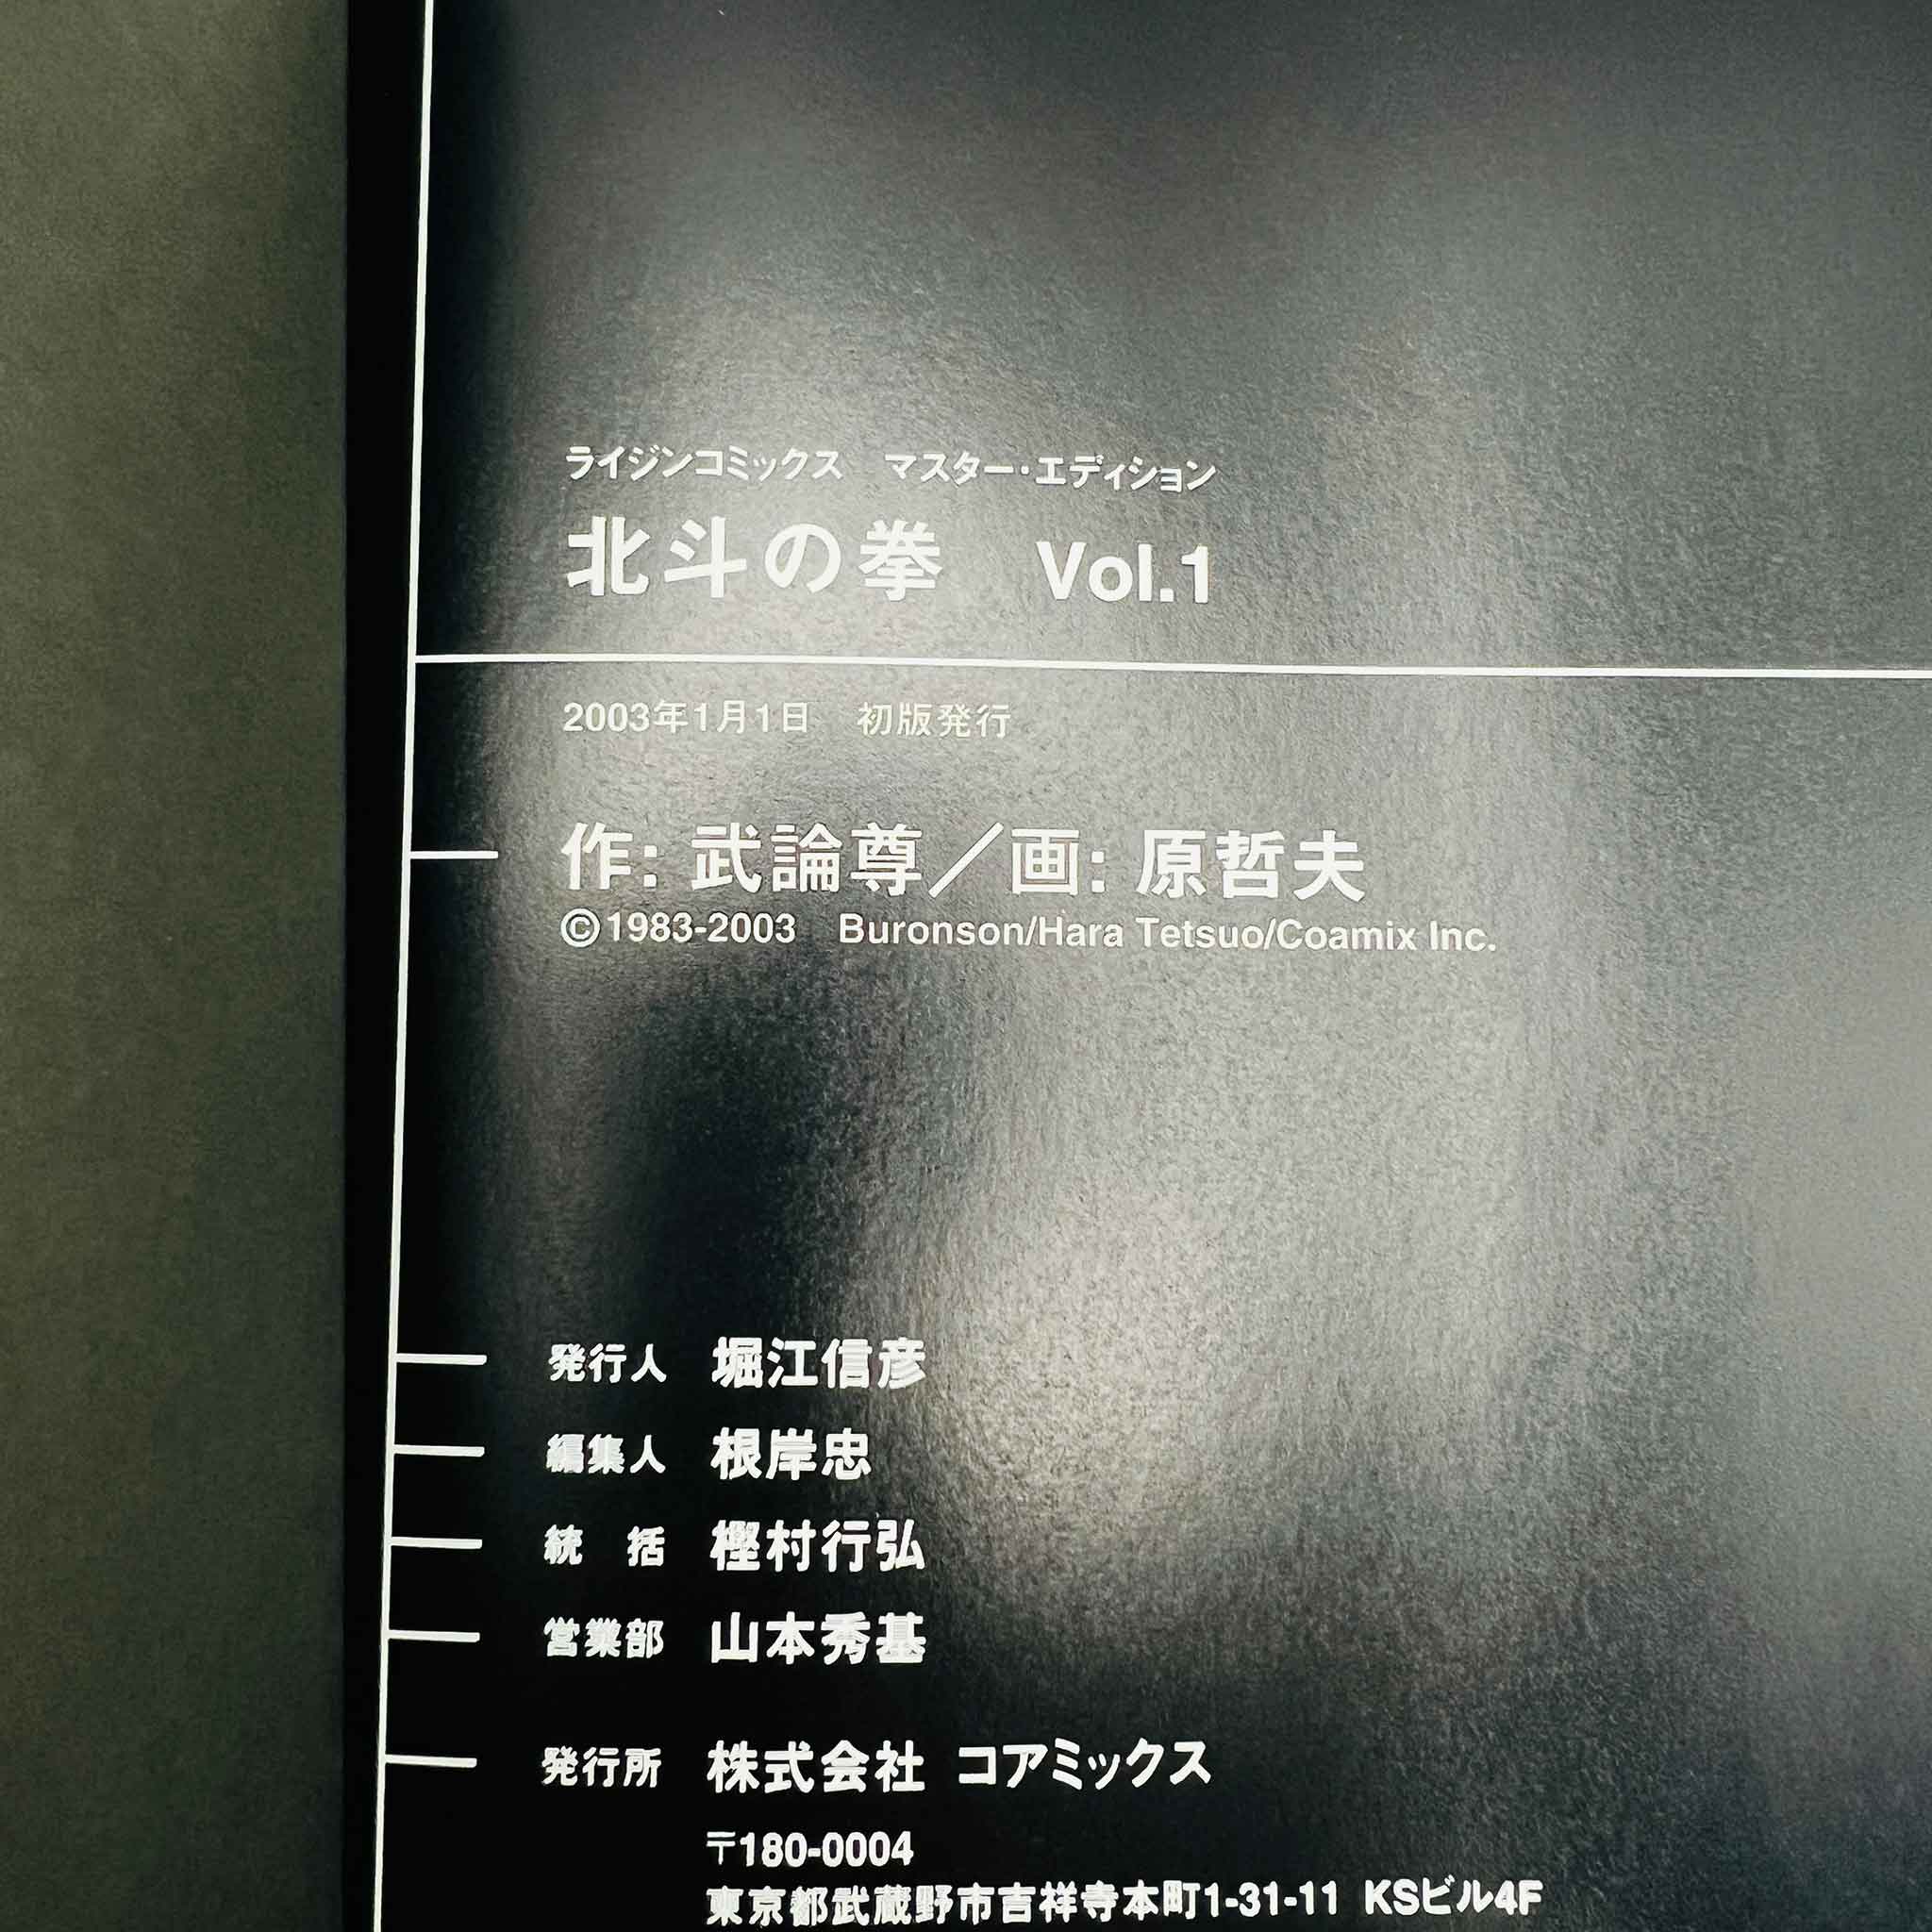 ライジンコミックス　マスター・エディション
北斗の拳　Vol.1
2003年1月1日　初版発行
作: 武論尊／画: 原哲夫
©1983-2003　Buronson/Hara Tetsuo/Coamix Inc.
発行人　堀江信彦
編集人　根岸忠
統　括　樫村行弘
営業部　山本秀基
発行所　株式会社 コアミックス
〒180-0004
東京都武蔵野市吉祥寺本町1-31-11 KSビル4F